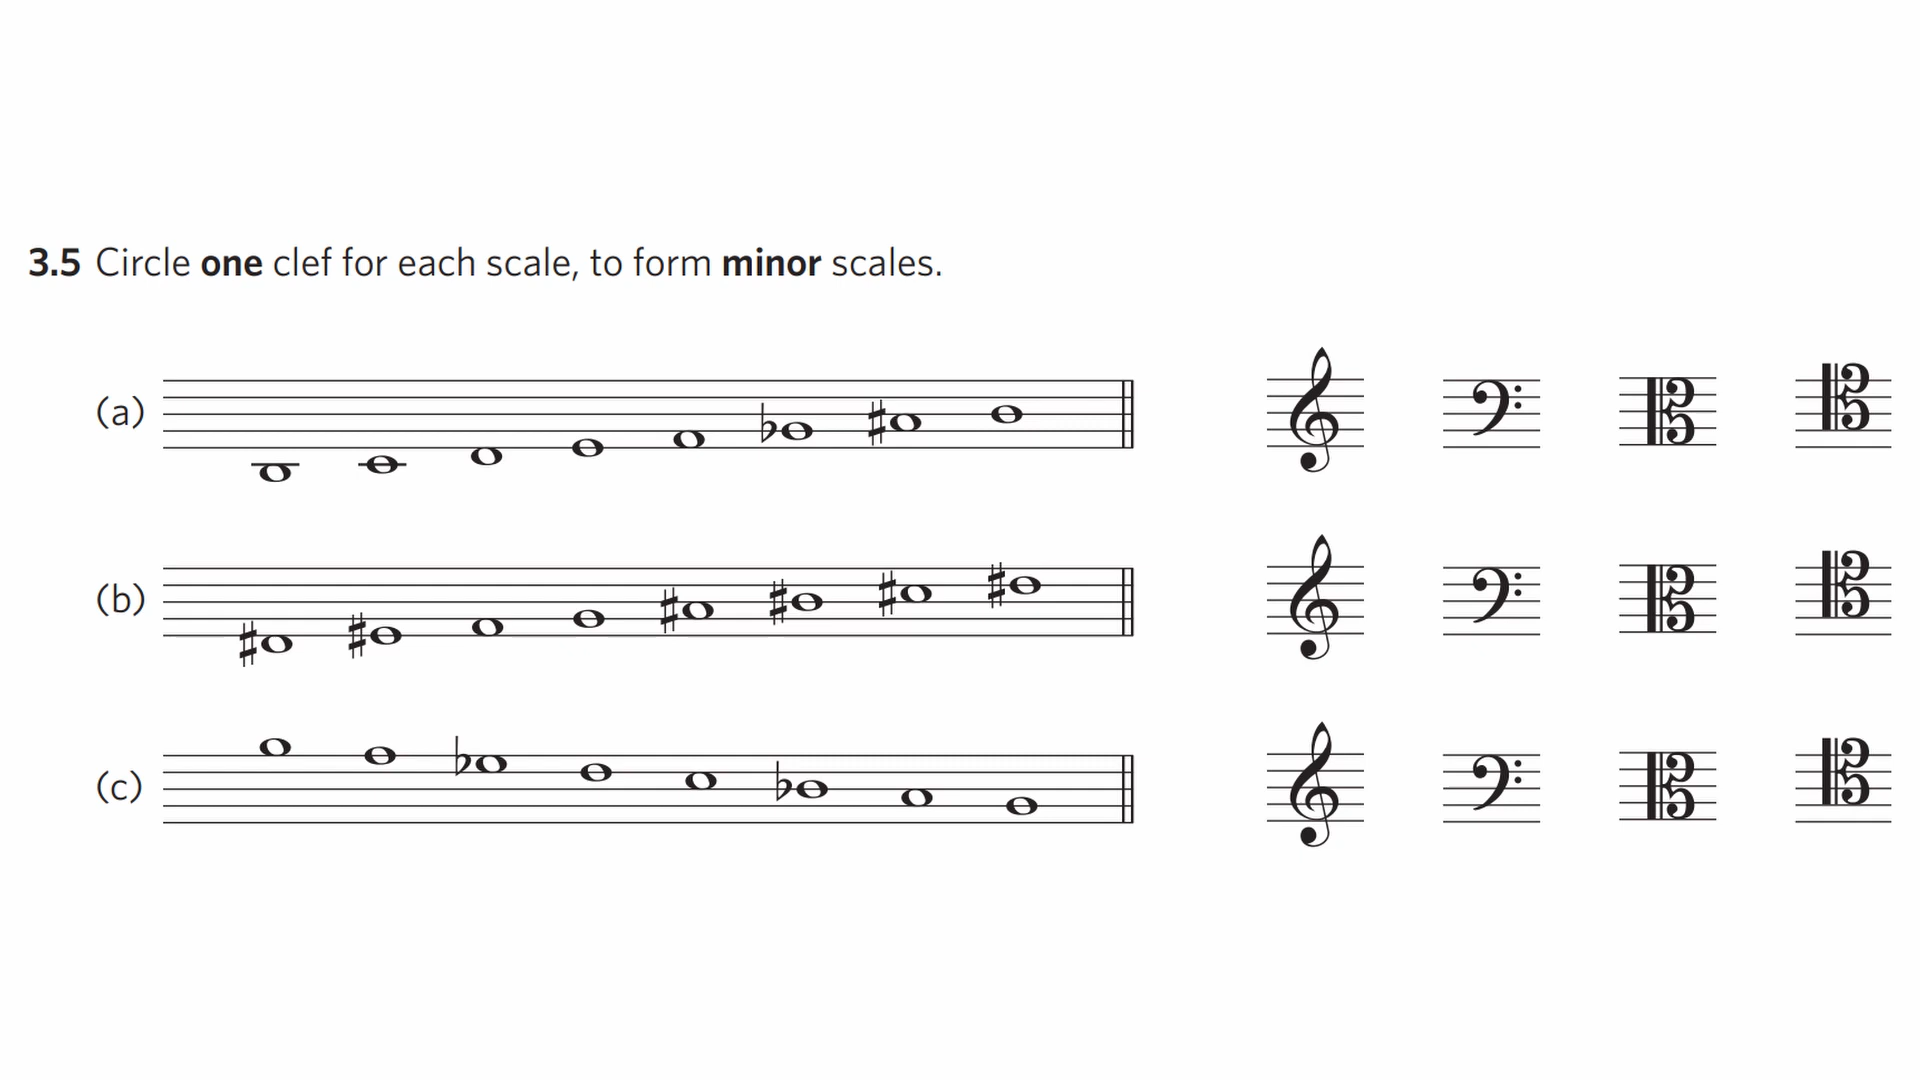 3.5 Circle one clef for each scale, to form minor scales.
(a)
(b)
(c)